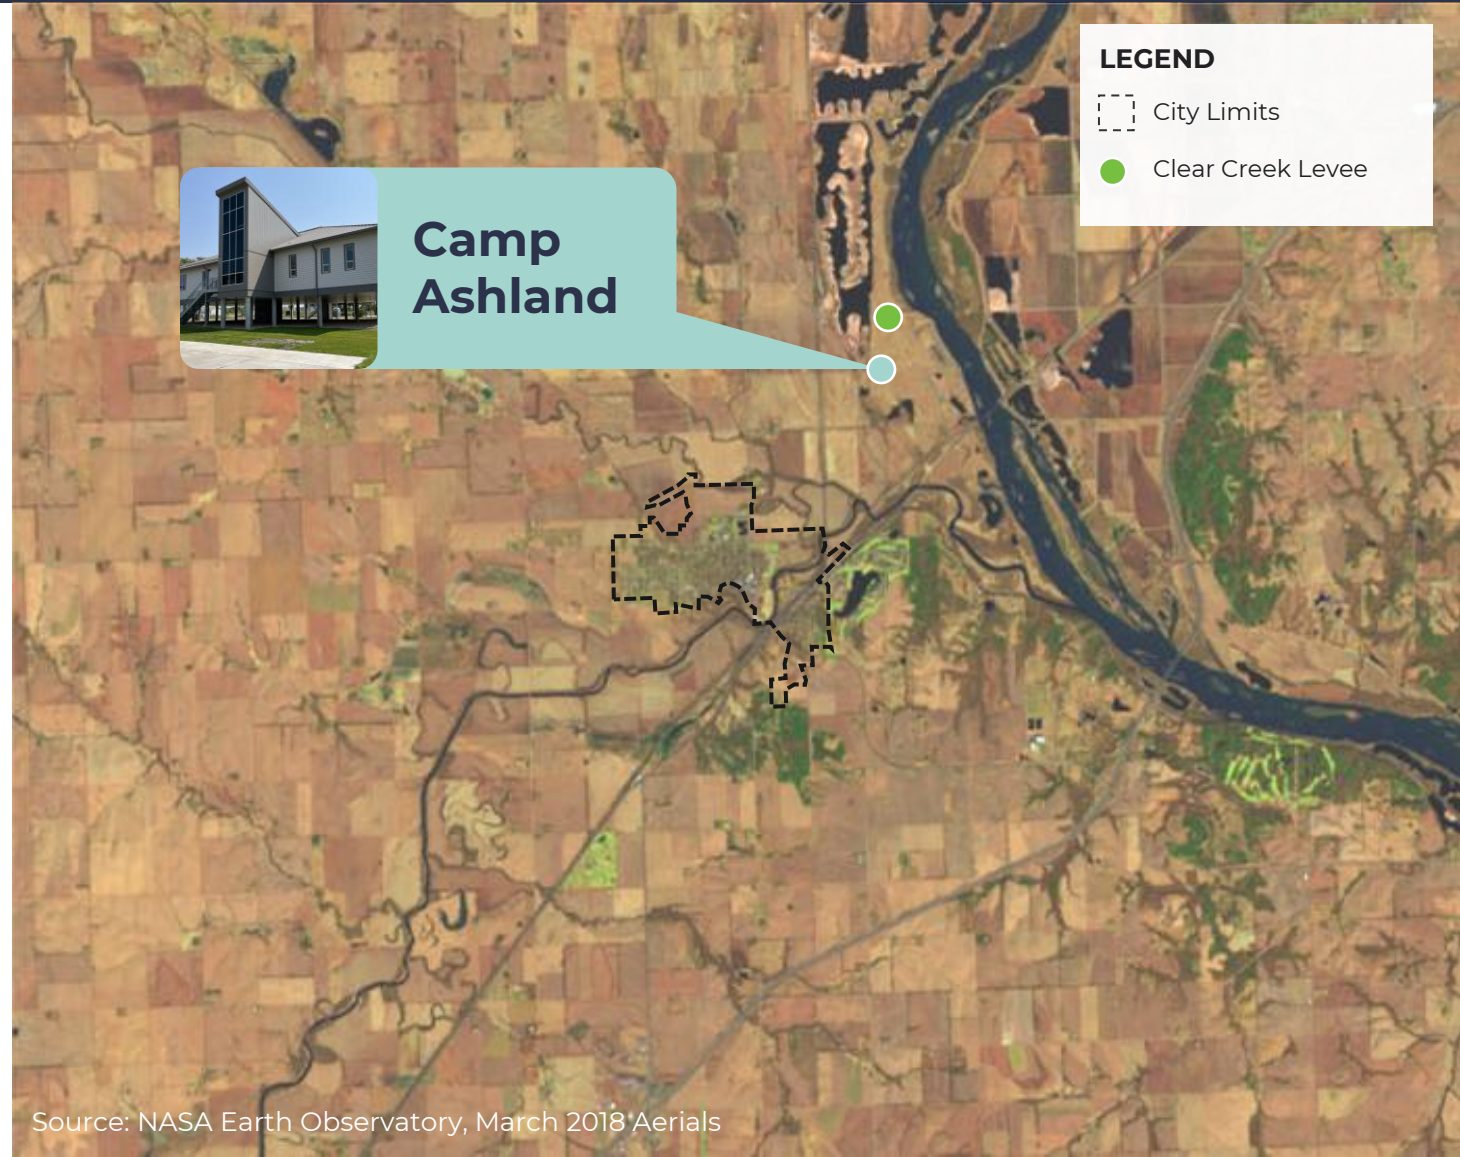 LEGEND
City Limits
Clear Creek Levee
Camp
Ashland
Source: NASA Earth Observatory, March 2018 Aerials